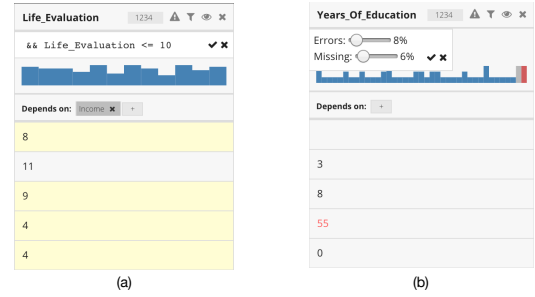 Life_Evaluation 1234
&& Life_Evaluation <= 10
Depends on: Income +
8
11
9
4
4
(a)
Years_Of_Education 1234
Errors: 8%
Missing: 6%
Depends on: +
3
8
55
0
(b)